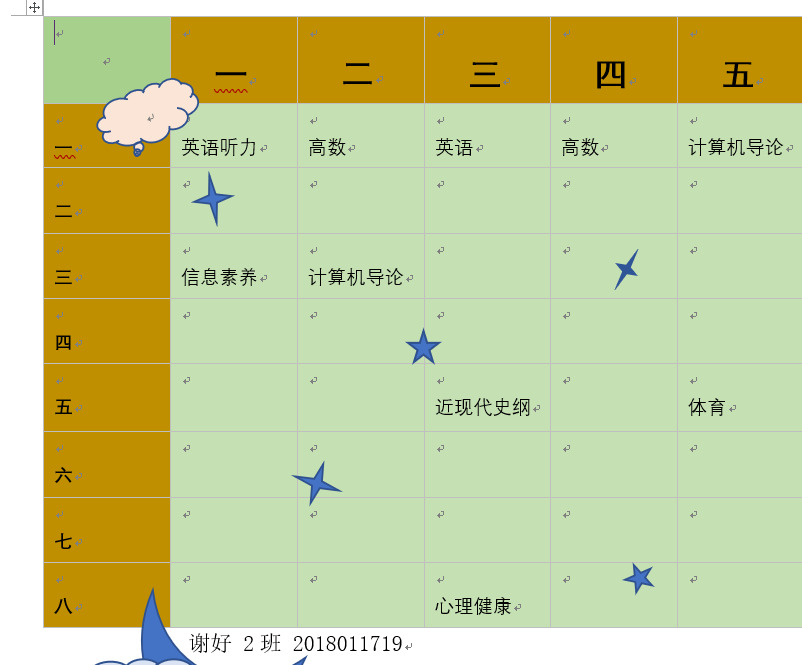 一 二 三 四 五
一 英语听力 高数 英语 高数 计算机导论
二
三 信息素养 计算机导论
四
五 近现代史纲 体育
六
七
八 心理健康
谢好 2班 2018011719